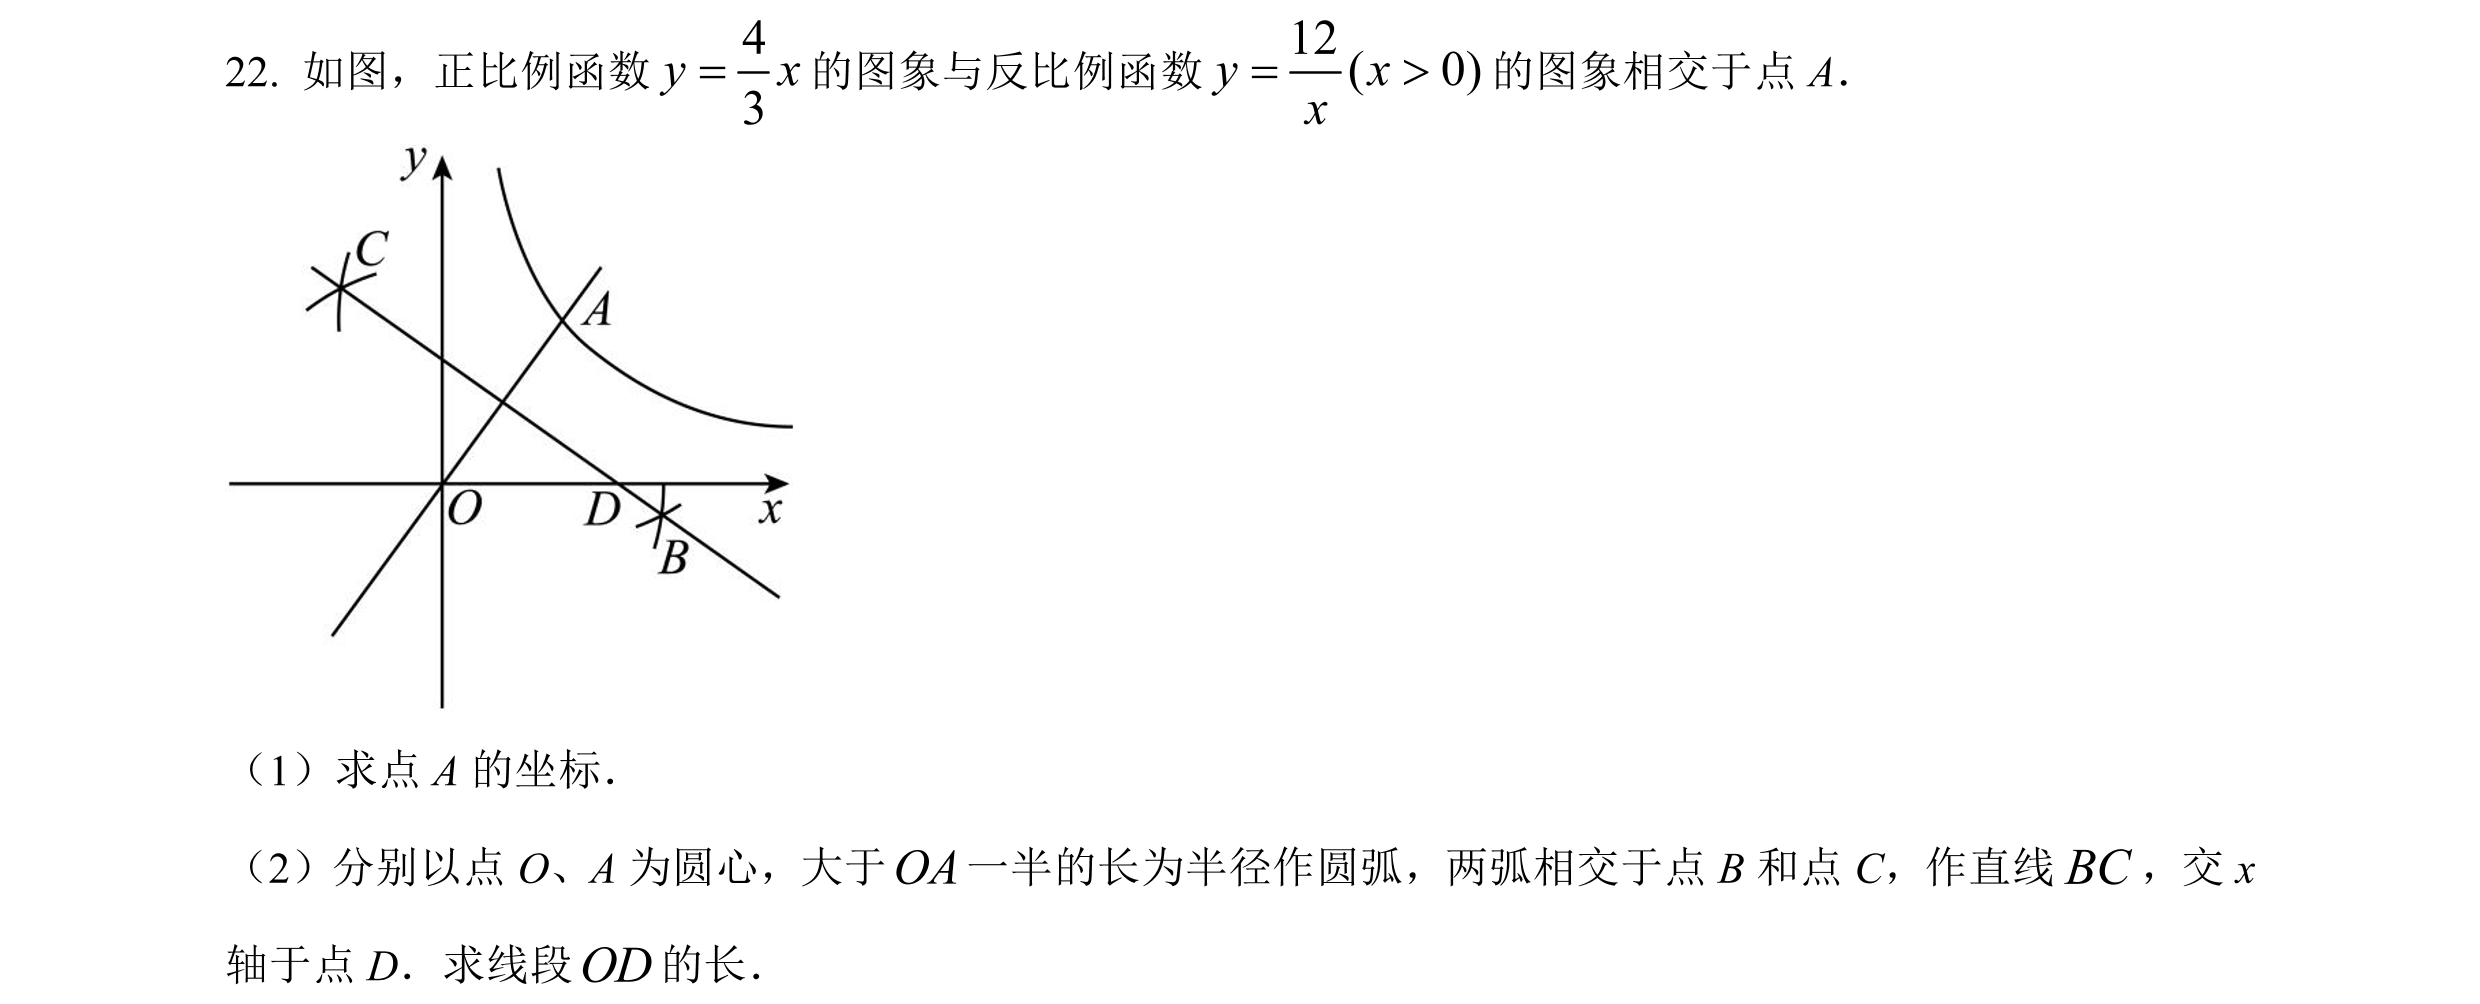 22. 如图，正比例函数 $y=\frac{4}{3}x$ 的图象与反比例函数 $y=\frac{12}{x}(x>0)$ 的图象相交于点 A.
y
C
A
O
D
x
B
（1）求点 A 的坐标.
（2）分别以点 O、A 为圆心，大于 OA 一半的长为半径作圆弧，两弧相交于点 B 和点 C，作直线 BC，交 x
轴于点 D. 求线段 OD 的长.